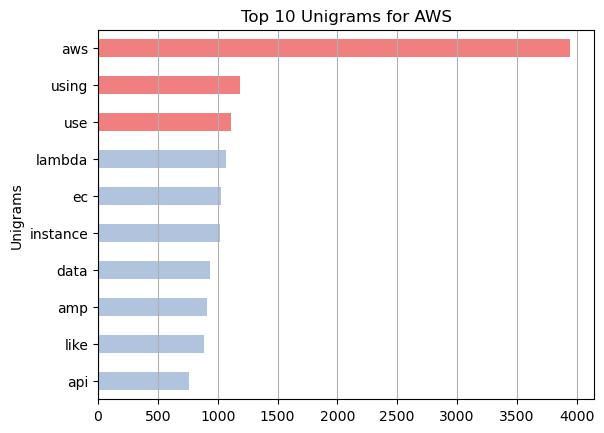 Top 10 Unigrams for AWS
Unigrams
aws
using
use
lambda
ec
instance
data
amp
like
api
0 500 1000 1500 2000 2500 3000 3500 4000